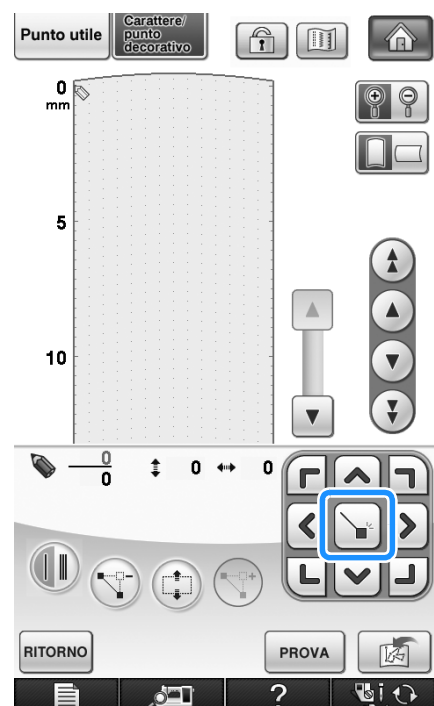 Punto utile
Carattere/
punto
decorativo
0
mm
5
10
0
0
0
0
RITORNO
PROVA
?